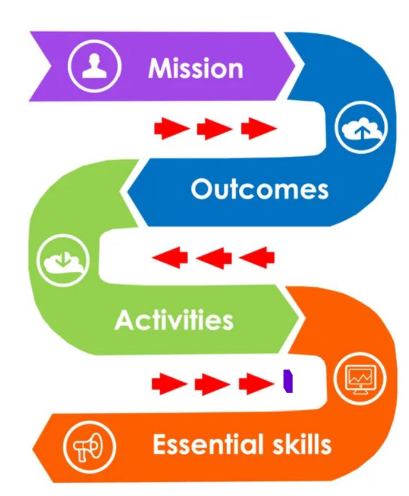 Mission
Outcomes
Activities
Essential skills